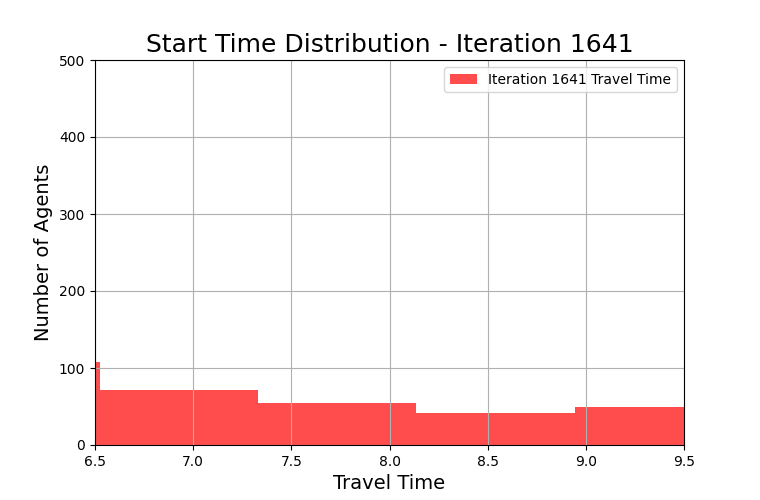 Start Time Distribution - Iteration 1641
Iteration 1641 Travel Time
Number of Agents
500
400
300
200
100
0
6.5 7.0 7.5 8.0 8.5 9.0 9.5
Travel Time